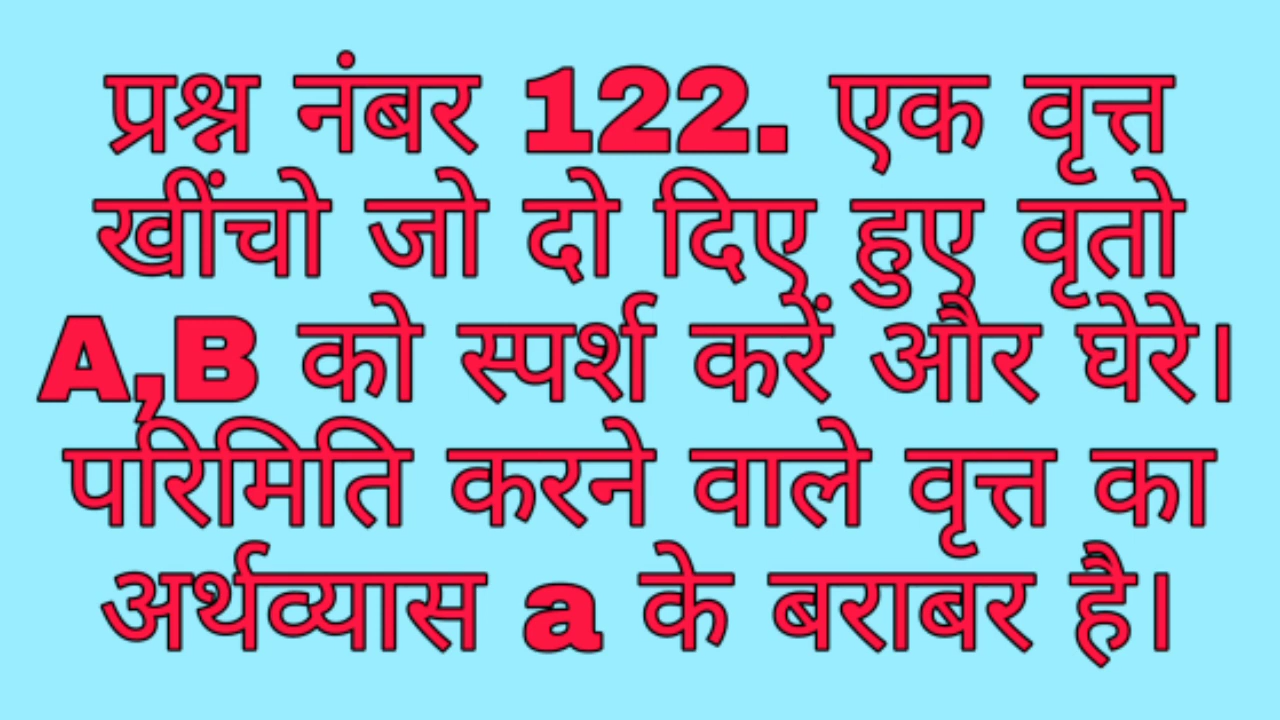 प्रश्न नंबर 122. एक वृत्त
खींचो जो दो दिए हुए वृतो
A,B को स्पर्श करें और घेरे।
परिमिति करने वाले वृत्त का
अर्थव्यास a के बराबर है।